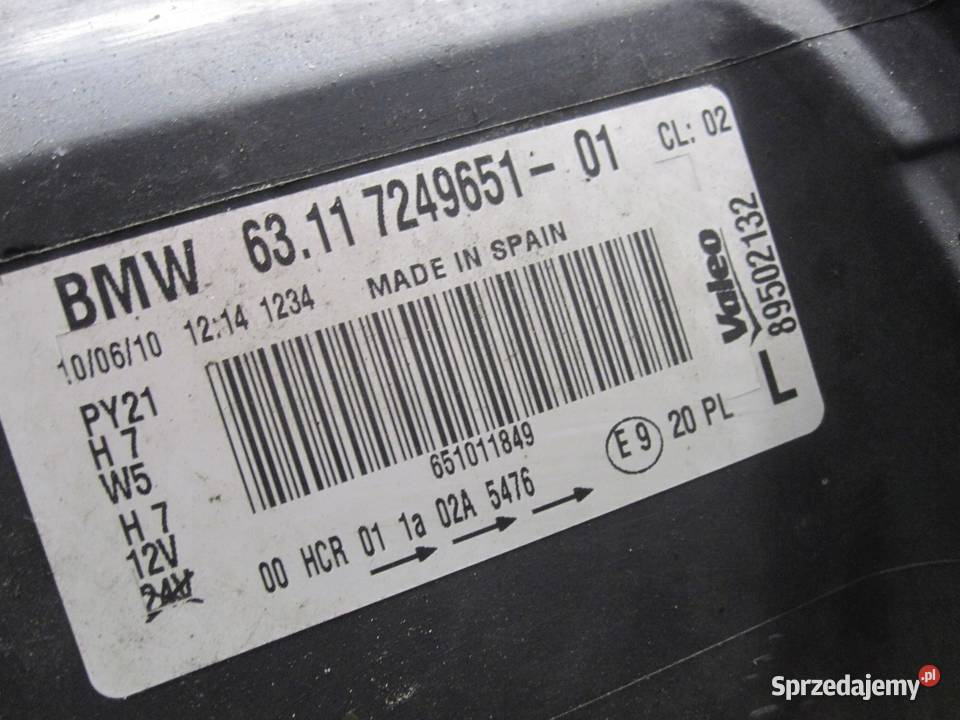 BMW 63.11 7249651-01 CL: 02
10/06/10 12:14 1234 MADE IN SPAIN
Valeo
89502132
PY21
H 7
W5
H 7
12V
24V
651011849
E 9 20 PL L
00 HCR 01 1a 02A 5476
Sprzedajemy.pl